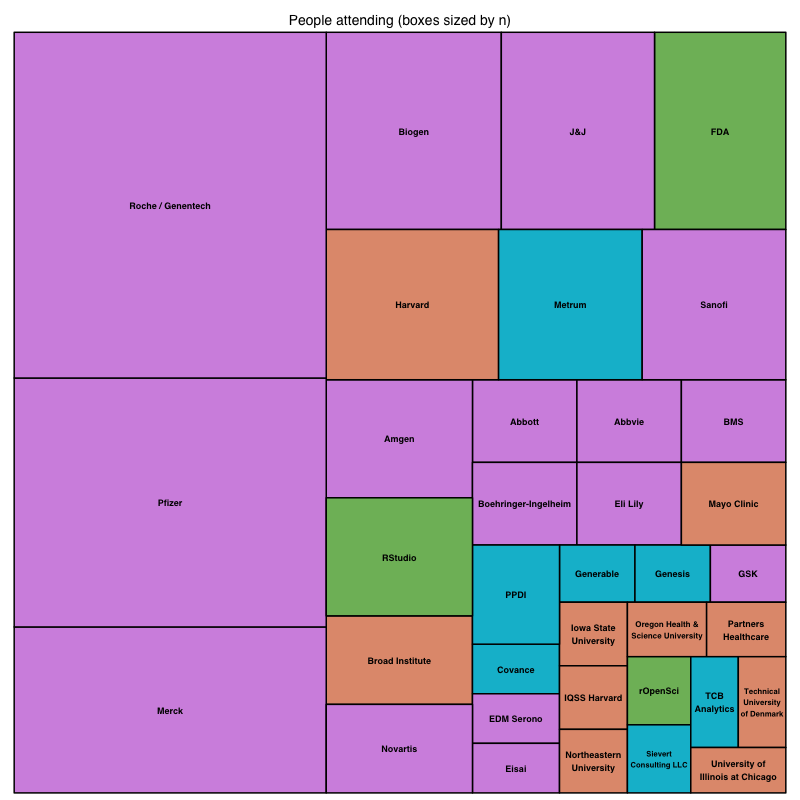 People attending (boxes sized by n)
Roche / Genentech
Biogen
J&J
FDA
Harvard
Metrum
Sanofi
Pfizer
Merck
Amgen
RStudio
Broad Institute
Novartis
Abbott
Abbvie
BMS
Boehringer-Ingelheim
Eli Lily
Mayo Clinic
PPDI
Covance
EDM Serono
Eisai
Generable
Genesis
GSK
Iowa State
University
IQSS Harvard
Northeastern
University
Oregon Health &
Science University
Partners
Healthcare
rOpenSci
Sievert
Consulting LLC
TCB
Analytics
Technical
University
of Denmark
University of
Illinois at Chicago